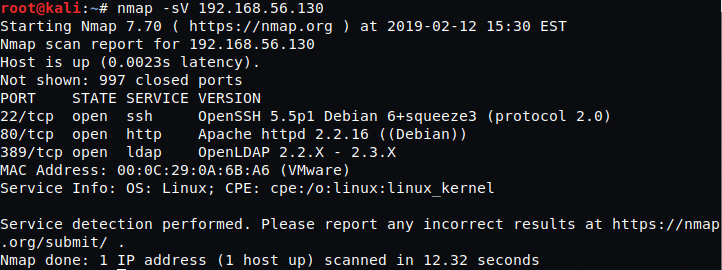 root@kali:~# nmap -sV 192.168.56.130
Starting Nmap 7.70 ( https://nmap.org ) at 2019-02-12 15:30 EST
Nmap scan report for 192.168.56.130
Host is up (0.0023s latency).
Not shown: 997 closed ports
PORT    STATE SERVICE VERSION
22/tcp  open  ssh     OpenSSH 5.5p1 Debian 6+squeeze3 (protocol 2.0)
80/tcp  open  http    Apache httpd 2.2.16 ((Debian))
389/tcp open  ldap    OpenLDAP 2.2.X - 2.3.X
MAC Address: 00:0C:29:0A:6B:A6 (VMware)
Service Info: OS: Linux; CPE: cpe:/o:linux:linux_kernel

Service detection performed. Please report any incorrect results at https://nmap
.org/submit/ .
Nmap done: 1 IP address (1 host up) scanned in 12.32 seconds